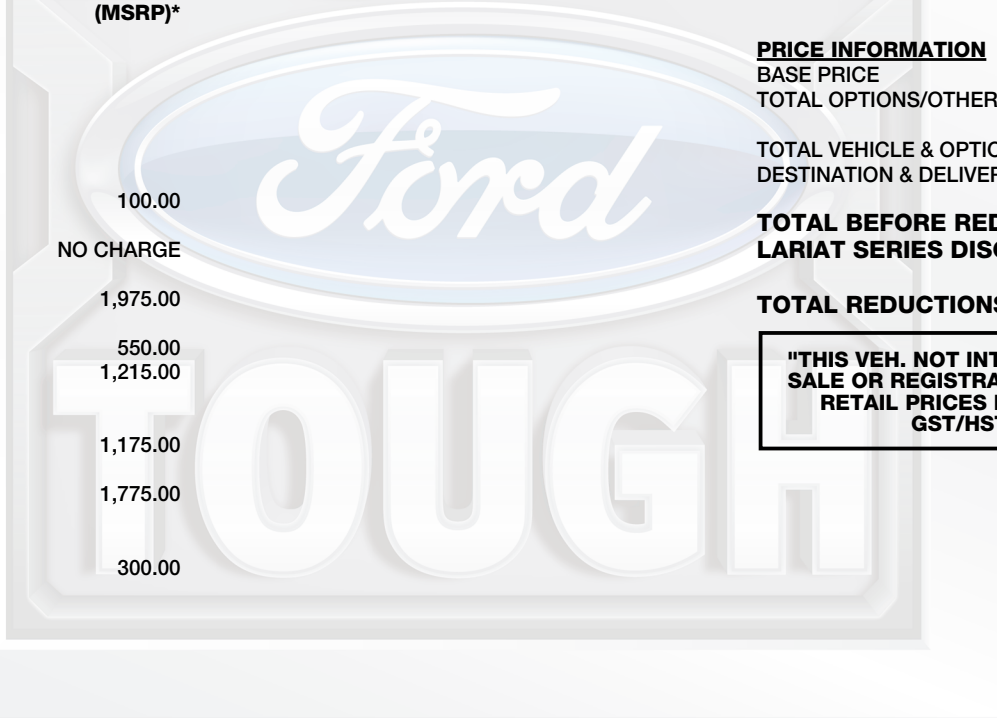 (MSRP)*
100.00
NO CHARGE
1,975.00
550.00
1,215.00
1,175.00
1,775.00
300.00
Ford
TOUGH
PRICE INFORMATION
BASE PRICE
TOTAL OPTIONS/OTHER
TOTAL VEHICLE & OPTIO
DESTINATION & DELIVER
TOTAL BEFORE RED
LARIAT SERIES DISC
TOTAL REDUCTIONS
"THIS VEH. NOT INT
SALE OR REGISTRA
RETAIL PRICES
GST/HST